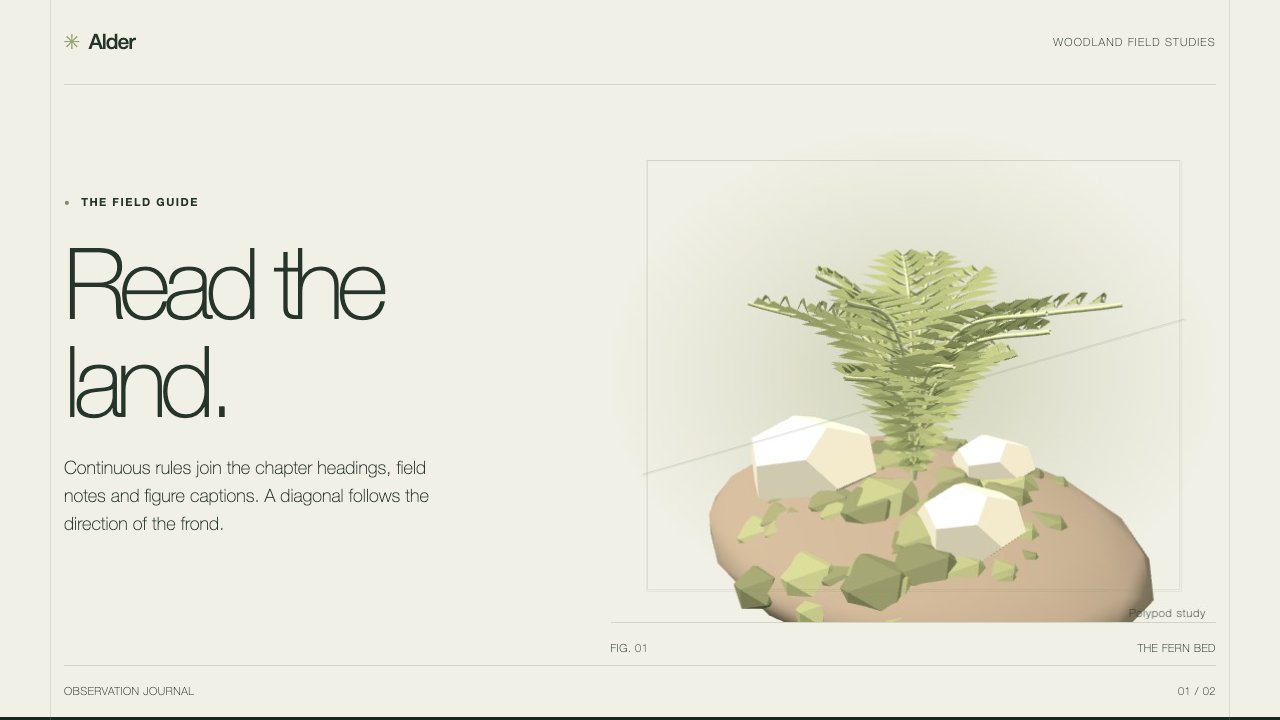 Alder
WOODLAND FIELD STUDIES
THE FIELD GUIDE
Read the
land.
Continuous rules join the chapter headings, field
notes and figure captions. A diagonal follows the
direction of the frond.
Polypod study
FIG. 01
THE FERN BED
OBSERVATION JOURNAL
01 / 02